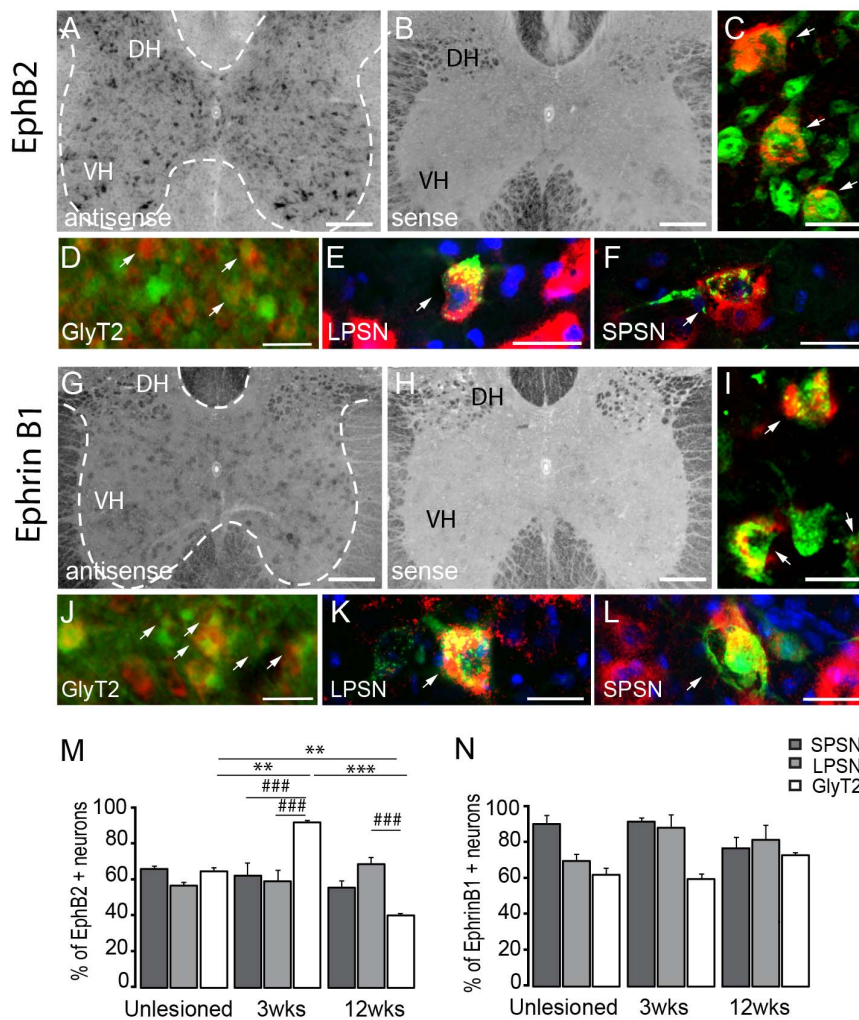 EphB2
A
DH
VH
antisense
B
DH
VH
sense
C
D
GlyT2
E
LPSN
F
SPSN
Ephrin B1
G
DH
VH
antisense
H
DH
VH
sense
I
J
GlyT2
K
LPSN
L
SPSN
M
% of EphB2 + neurons
100
80
60
40
20
0
**
** ***
###
### ###
Unlesioned 3wks 12wks
N
SPSN
LPSN
GlyT2
% of EphrinB1 + neurons
100
80
60
40
20
0
Unlesioned 3wks 12wks